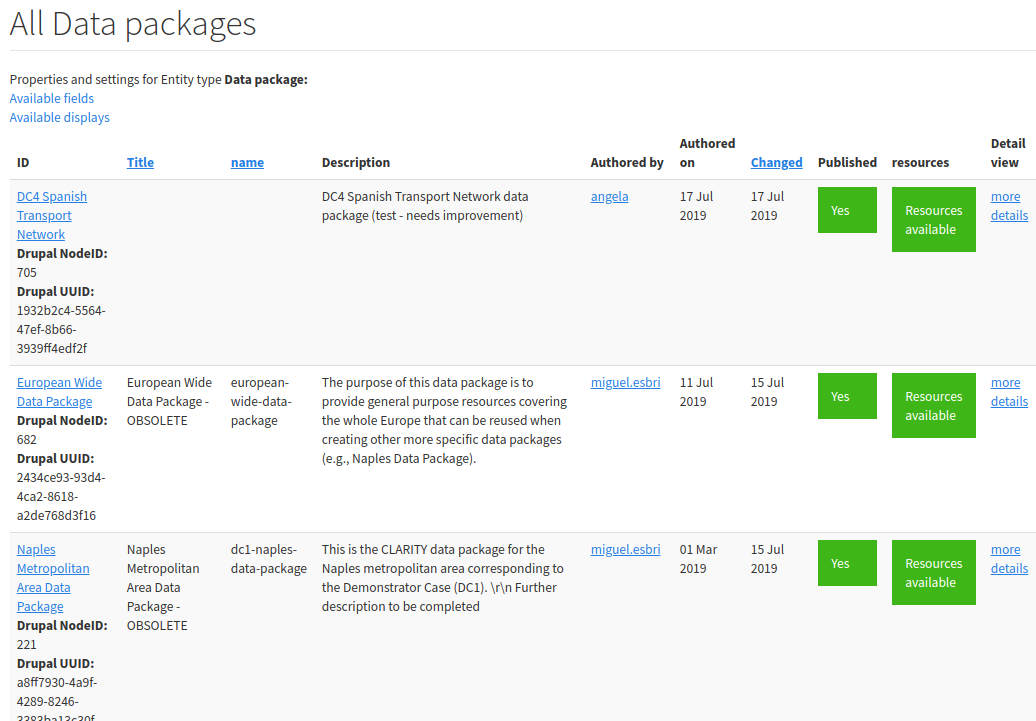 All Data packages
Properties and settings for Entity type Data package:
Available fields
Available displays
ID
Title
name
Description
Authored by
Authored
on
Changed
Published
resources
Detail
view
DC4 Spanish
Transport
Network
Drupal NodeID:
705
Drupal UUID:
1932b2c4-5564-
47ef-8b66-
3939ff4edf2f
DC4 Spanish Transport Network data
package (test - needs improvement)
angela
17 Jul
2019
17 Jul
2019
Yes
Resources
available
more
details
European Wide
Data Package
Drupal NodeID:
682
Drupal UUID:
2434ce93-93d4-
4ca2-8618-
a2de768d3f16
European Wide
Data Package -
OBSOLETE
european-
wide-data-
package
The purpose of this data package is to
provide general purpose resources covering
the whole Europe that can be reused when
creating other more specific data packages
(e.g., Naples Data Package).
miguel.esbri
11 Jul
2019
15 Jul
2019
Yes
Resources
available
more
details
Naples
Metropolitan
Area Data
Package
Drupal NodeID:
221
Drupal UUID:
a8ff7930-4a9f-
4289-8246-
Naples
Metropolitan
Area Data
Package -
OBSOLETE
dc1-naples-
data-package
This is the CLARITY data package for the
Naples metropolitan area corresponding to
the Demonstrator Case (DC1). \r\n Further
description to be completed
miguel.esbri
01 Mar
2019
15 Jul
2019
Yes
Resources
available
more
details